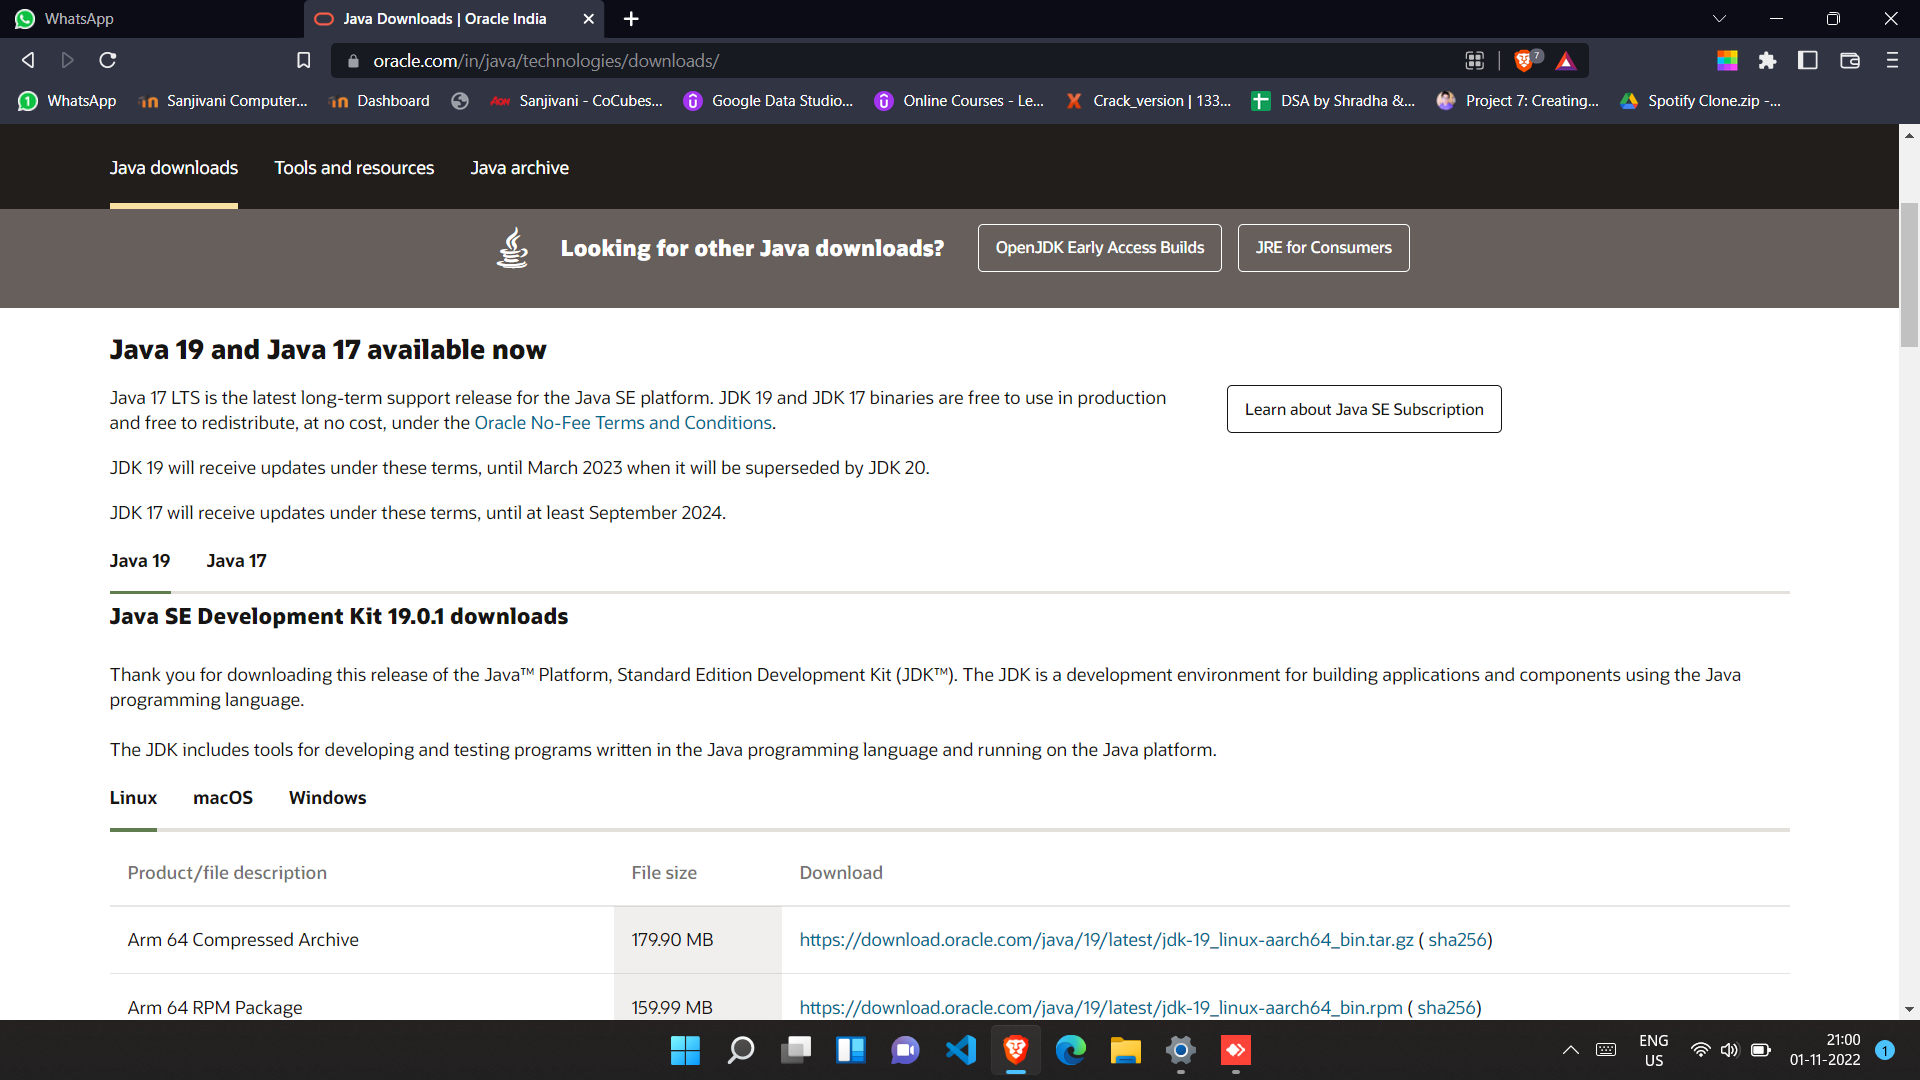 WhatsApp
Java Downloads | Oracle India
oracle.com/in/java/technologies/downloads/
7
1 WhatsApp
Sanjivani Computer...
Dashboard
AON Sanjivani - CoCubes...
Google Data Studio...
Online Courses - Le...
Crack_version | 133...
DSA by Shradha &...
Project 7: Creating...
Spotify Clone.zip -...
Java downloads
Tools and resources
Java archive
Looking for other Java downloads?
OpenJDK Early Access Builds
JRE for Consumers
Java 19 and Java 17 available now
Java 17 LTS is the latest long-term support release for the Java SE platform. JDK 19 and JDK 17 binaries are free to use in production
and free to redistribute, at no cost, under the Oracle No-Fee Terms and Conditions.
Learn about Java SE Subscription
JDK 19 will receive updates under these terms, until March 2023 when it will be superseded by JDK 20.
JDK 17 will receive updates under these terms, until at least September 2024.
Java 19 Java 17
Java SE Development Kit 19.0.1 downloads
Thank you for downloading this release of the Java™ Platform, Standard Edition Development Kit (JDK™). The JDK is a development environment for building applications and components using the Java
programming language.
The JDK includes tools for developing and testing programs written in the Java programming language and running on the Java platform.
Linux macOS Windows
Product/file description File size Download
Arm 64 Compressed Archive 179.90 MB https://download.oracle.com/java/19/latest/jdk-19_linux-aarch64_bin.tar.gz ( sha256)
Arm 64 RPM Package 159.99 MB https://download.oracle.com/java/19/latest/jdk-19_linux-aarch64_bin.rpm ( sha256)
ENG
US
21:00
01-11-2022
1